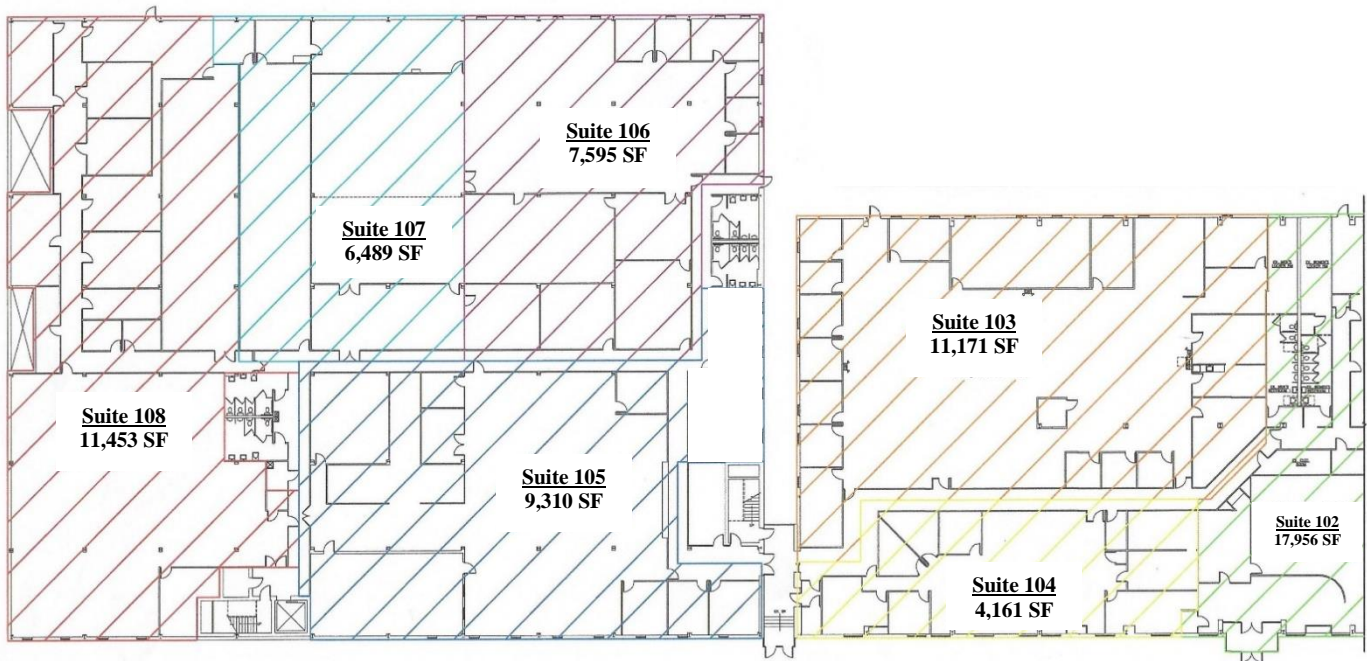 Suite 106
7,595 SF
Suite 107
6,489 SF
Suite 103
11,171 SF
Suite 108
11,453 SF
Suite 105
9,310 SF
Suite 102
17,956 SF
Suite 104
4,161 SF